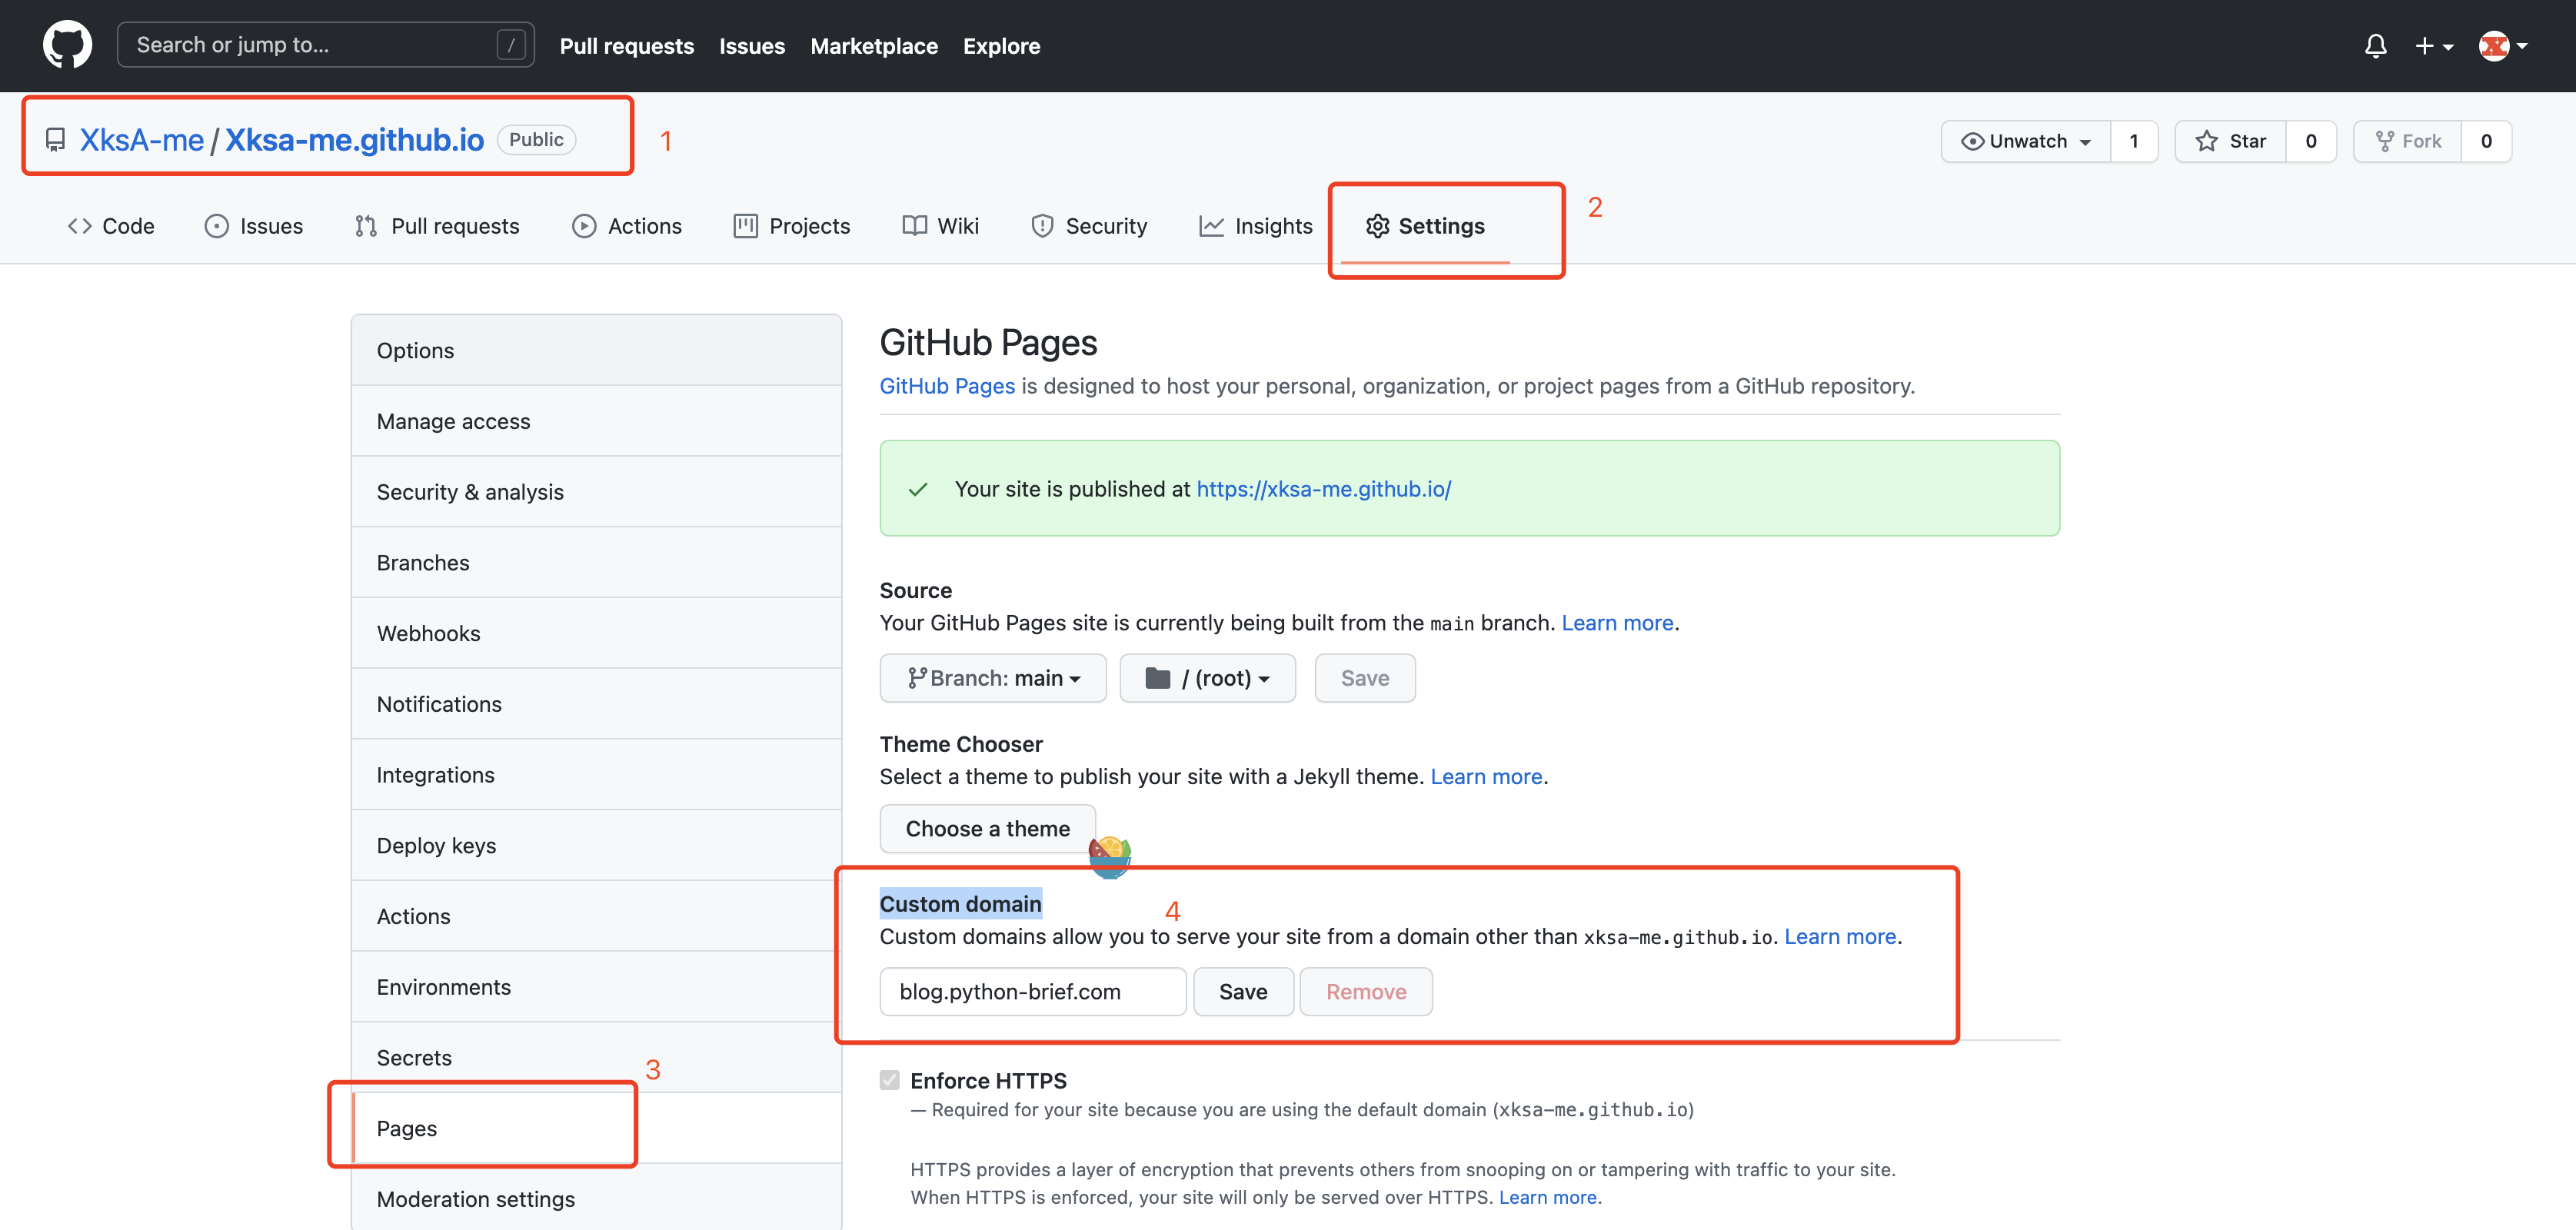 Search or jump to... / Pull requests Issues Marketplace Explore
XksA-me / Xksa-me.github.io Public 1 Unwatch 1 Star 0 Fork 0
Code Issues Pull requests Actions Projects Wiki Security Insights Settings 2
Options
Manage access
Security & analysis
Branches
Webhooks
Notifications
Integrations
Deploy keys
Actions
Environments
Secrets
3
Pages
Moderation settings
GitHub Pages
GitHub Pages is designed to host your personal, organization, or project pages from a GitHub repository.
Your site is published at https://xksa-me.github.io/
Source
Your GitHub Pages site is currently being built from the main branch. Learn more.
Branch: main / (root) Save
Theme Chooser
Select a theme to publish your site with a Jekyll theme. Learn more.
Choose a theme
Custom domain 4
Custom domains allow you to serve your site from a domain other than xksa-me.github.io. Learn more.
blog.python-brief.com Save Remove
Enforce HTTPS
— Required for your site because you are using the default domain (xksa-me.github.io)
HTTPS provides a layer of encryption that prevents others from snooping on or tampering with traffic to your site.
When HTTPS is enforced, your site will only be served over HTTPS. Learn more.